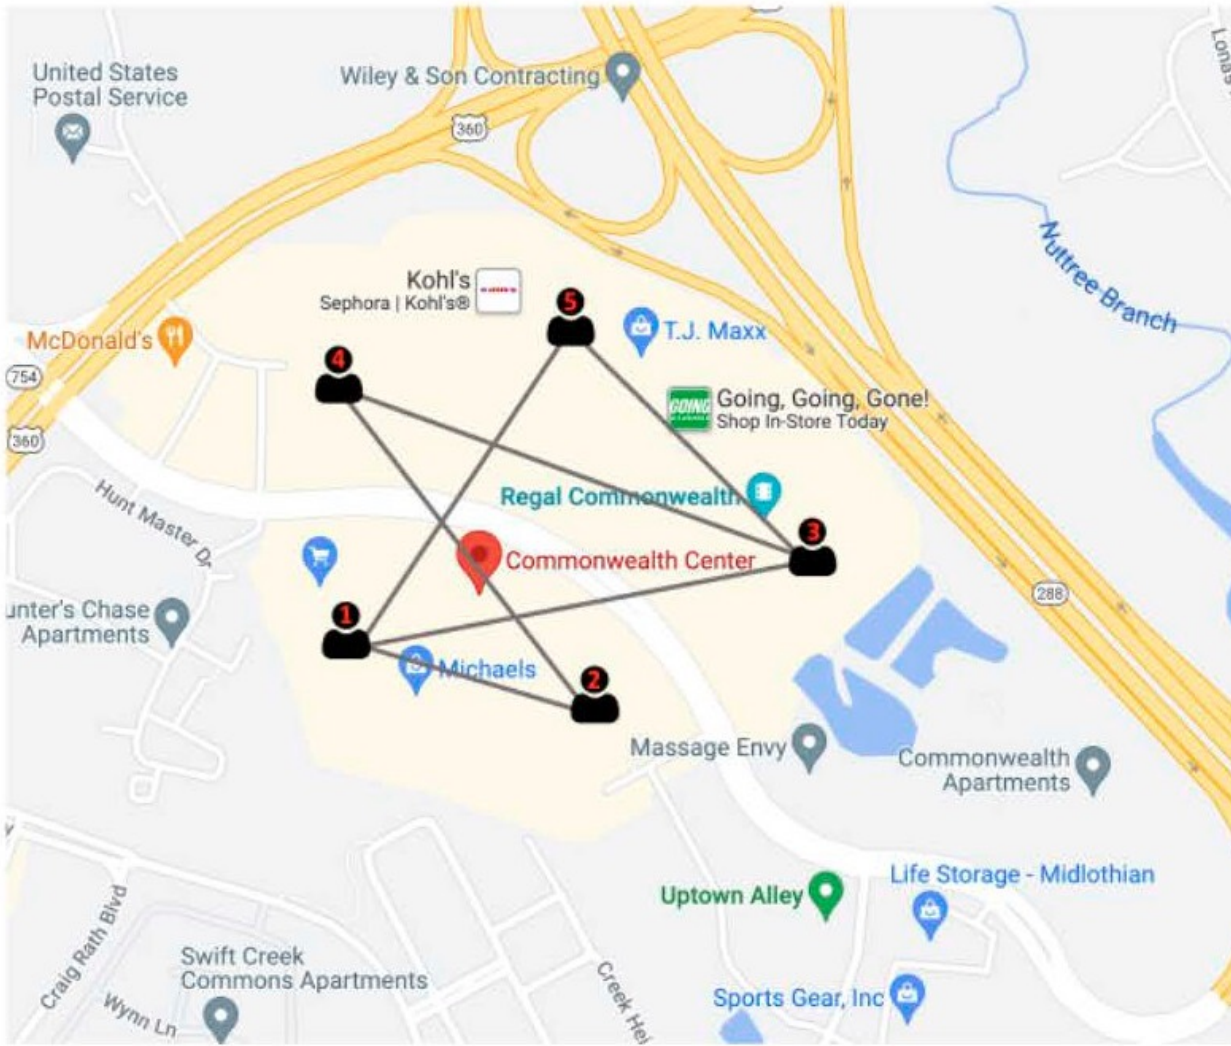 United States
Postal Service
Wiley & Son Contracting
360
Kohl's
Sephora | Kohl's®
5
T.J. Maxx
McDonald's
4
754
Going, Going, Gone!
Shop In-Store Today
GOING
360
Nuttree Branch
Hunt Master Dr
Regal Commonwealth
3
Commonwealth Center
288
unter's Chase
Apartments
1
Michaels
2
Massage Envy
Commonwealth
Apartments
Life Storage - Midlothian
Uptown Alley
Craig Rath Blvd
Swift Creek
Commons Apartments
Wynn Ln
Creek Hei
Sports Gear, Inc